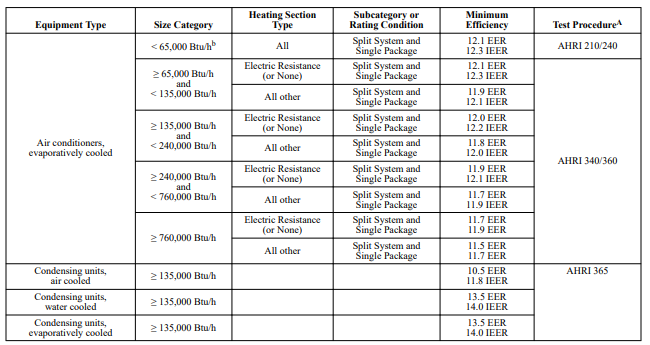 Equipment Type
Size Category
Heating Section
Type
Subcategory or
Rating Condition
Minimum
Efficiency
Test ProcedureA
Air conditioners,
evaporatively cooled
< 65,000 Btu/hb
All
Split System and
Single Package
12.1 EER
12.3 IEER
AHRI 210/240
≥ 65,000 Btu/h
and
< 135,000 Btu/h
Electric Resistance
(or None)
Split System and
Single Package
12.1 EER
12.3 IEER
AHRI 340/360
All other
Split System and
Single Package
11.9 EER
12.1 IEER
≥ 135,000 Btu/h
and
< 240,000 Btu/h
Electric Resistance
(or None)
Split System and
Single Package
12.0 EER
12.2 IEER
All other
Split System and
Single Package
11.8 EER
12.0 IEER
≥ 240,000 Btu/h
and
< 760,000 Btu/h
Electric Resistance
(or None)
Split System and
Single Package
11.9 EER
12.1 IEER
All other
Split System and
Single Package
11.7 EER
11.9 IEER
≥ 760,000 Btu/h
Electric Resistance
(or None)
Split System and
Single Package
11.7 EER
11.9 EER
All other
Split System and
Single Package
11.5 EER
11.7 EER
Condensing units,
air cooled
≥ 135,000 Btu/h
10.5 EER
11.8 IEER
AHRI 365
Condensing units,
water cooled
≥ 135,000 Btu/h
13.5 EER
14.0 IEER
Condensing units,
evaporatively cooled
≥ 135,000 Btu/h
13.5 EER
14.0 IEER